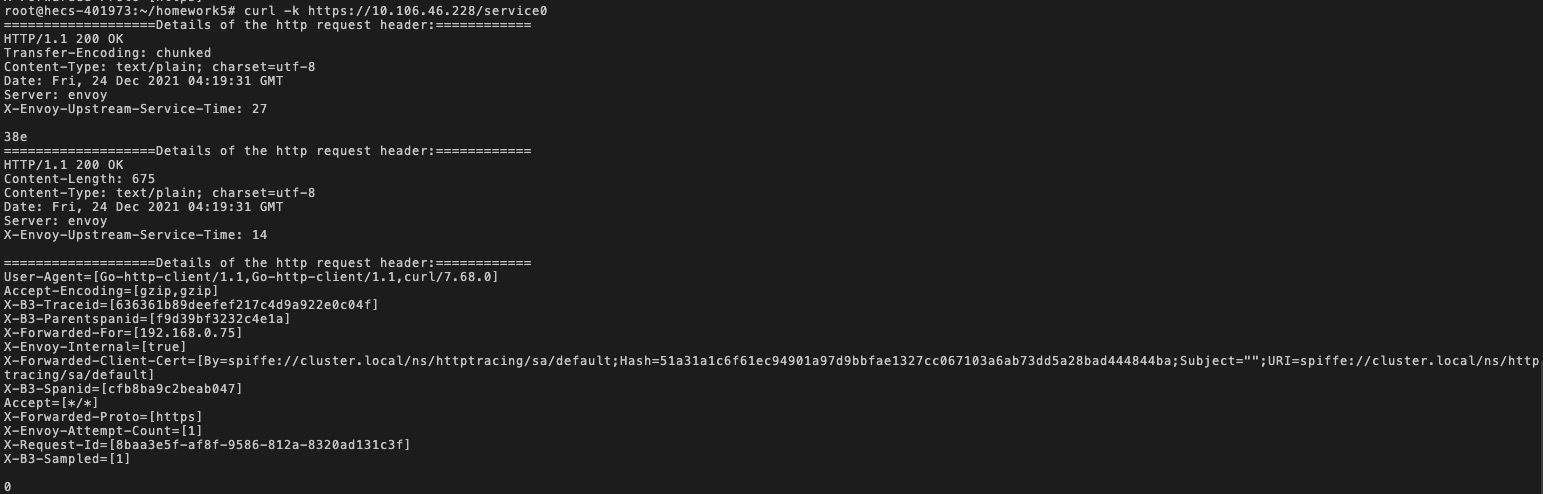 root@hecs-401973:~/homework5# curl -k https://10.106.46.228/service0
===================Details of the http request header:============
HTTP/1.1 200 OK
Transfer-Encoding: chunked
Content-Type: text/plain; charset=utf-8
Date: Fri, 24 Dec 2021 04:19:31 GMT
Server: envoy
X-Envoy-Upstream-Service-Time: 27

38e
===================Details of the http request header:============
HTTP/1.1 200 OK
Content-Length: 675
Content-Type: text/plain; charset=utf-8
Date: Fri, 24 Dec 2021 04:19:31 GMT
Server: envoy
X-Envoy-Upstream-Service-Time: 14

===================Details of the http request header:============
User-Agent=[Go-http-client/1.1,Go-http-client/1.1,curl/7.68.0]
Accept-Encoding=[gzip,gzip]
X-B3-Traceid=[636361b89deefef217c4d9a922e0c04f]
X-B3-Parentspanid=[f9d39bf3232c4e1a]
X-Forwarded-For=[192.168.0.75]
X-Envoy-Internal=[true]
X-Forwarded-Client-Cert=[By=spiffe://cluster.local/ns/httptracing/sa/default;Hash=51a31a1c6f61ec94901a97d9bbfae1327cc067103a6ab73dd5a28bad444844ba;Subject="";URI=spiffe://cluster.local/ns/http
tracing/sa/default]
X-B3-Spanid=[cfb8ba9c2beab047]
Accept=[*/*]
X-Forwarded-Proto=[https]
X-Envoy-Attempt-Count=[1]
X-Request-Id=[8baa3e5f-af8f-9586-812a-8320ad131c3f]
X-B3-Sampled=[1]

0